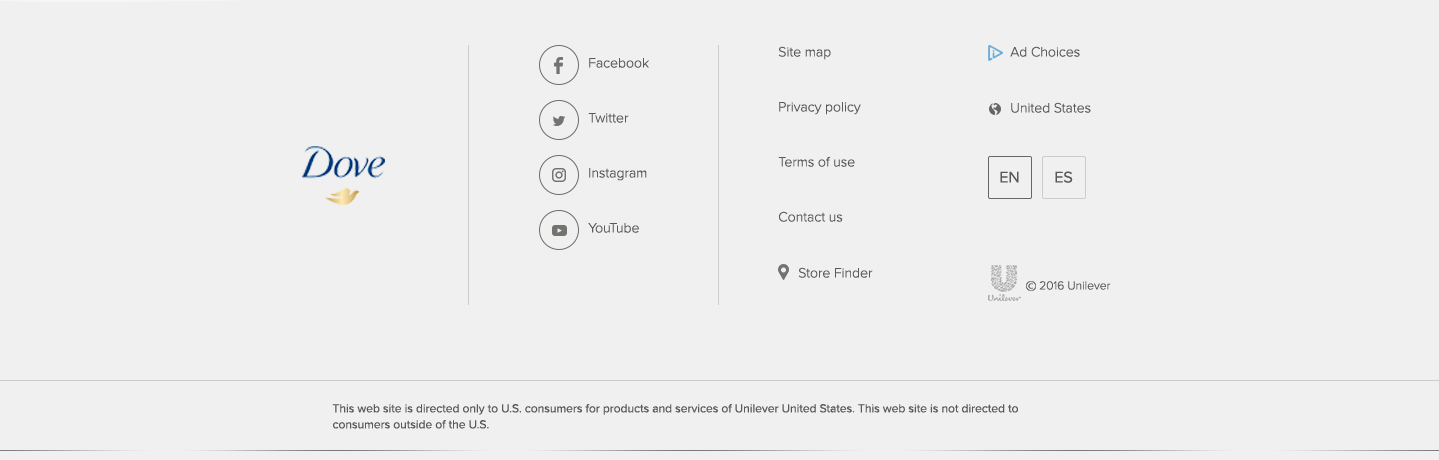 Dove
Facebook
Twitter
Instagram
YouTube
Site map
Privacy policy
Terms of use
Contact us
Store Finder
Ad Choices
United States
EN ES
Unilever
© 2016 Unilever
This web site is directed only to U.S. consumers for products and services of Unilever United States. This web site is not directed to
consumers outside of the U.S.